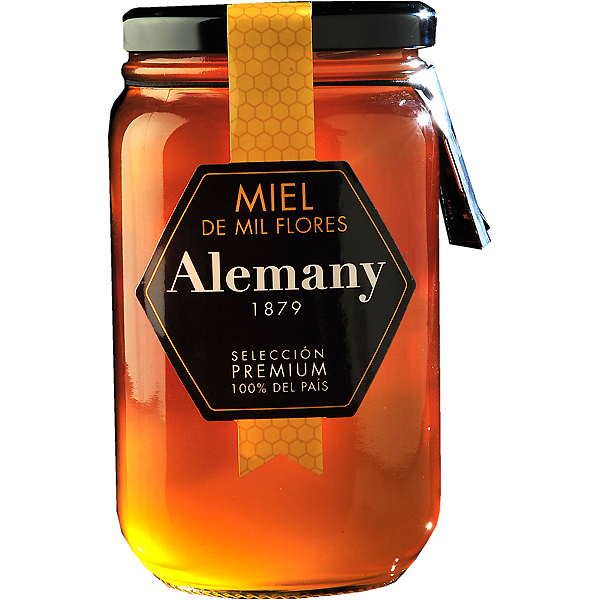 MIEL
DE MIL FLORES
Alemany
1879
SELECCIÓN
PREMIUM
100% DEL PAÍS